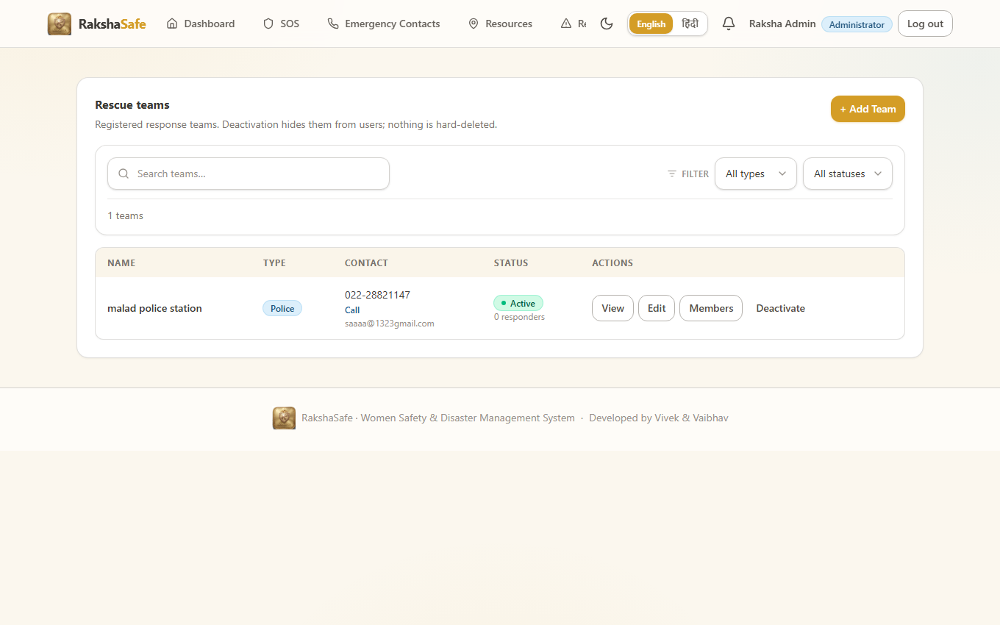 RakshaSafe Dashboard SOS Emergency Contacts Resources English हिंदी Raksha Admin Administrator Log out
Rescue teams
+ Add Team
Registered response teams. Deactivation hides them from users; nothing is hard-deleted.
Search teams... FILTER All types All statuses
1 teams
NAME TYPE CONTACT STATUS ACTIONS
malad police station Police 022-28821147 Active View Edit Members Deactivate
Call
0 responders
saaaa@1323gmail.com
RakshaSafe · Women Safety & Disaster Management System · Developed by Vivek & Vaibhav